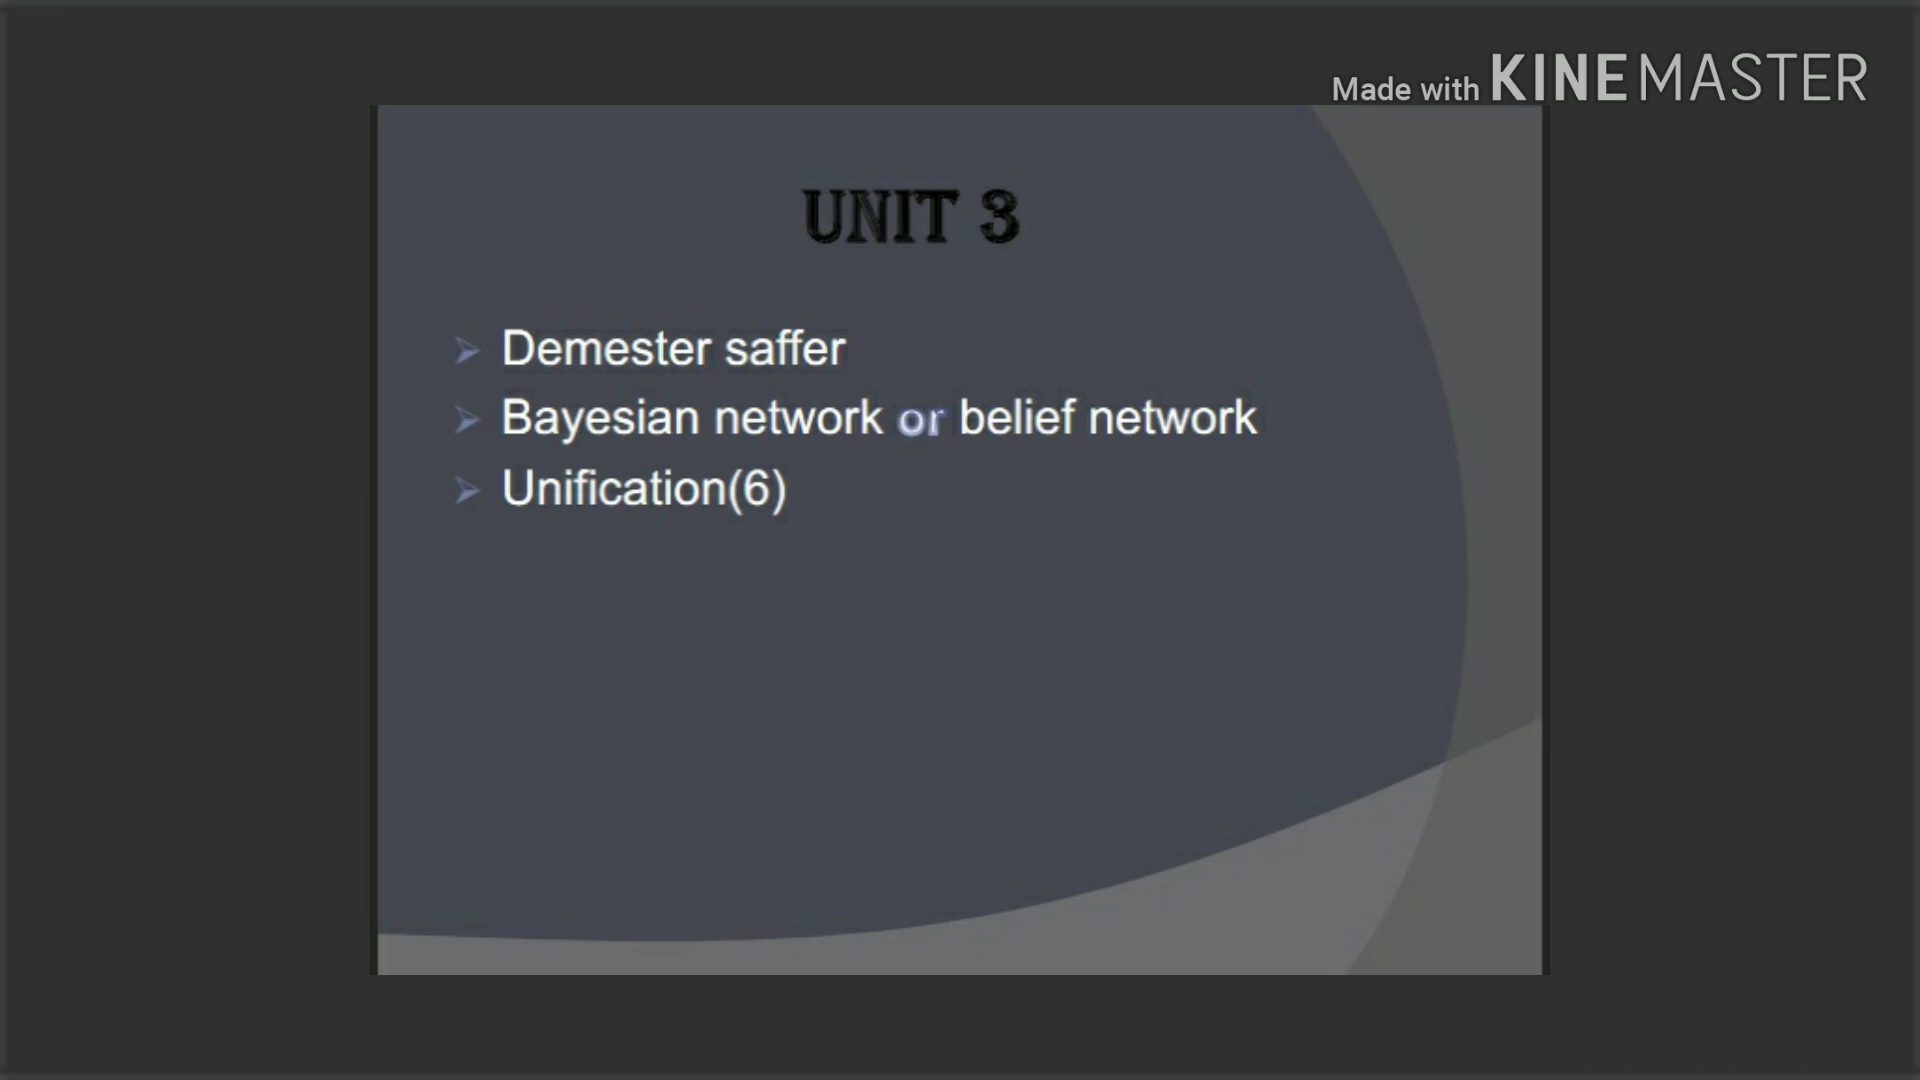 Made with KINEMASTER
UNIT 3
Demester saffer
Bayesian network or belief network
Unification(6)